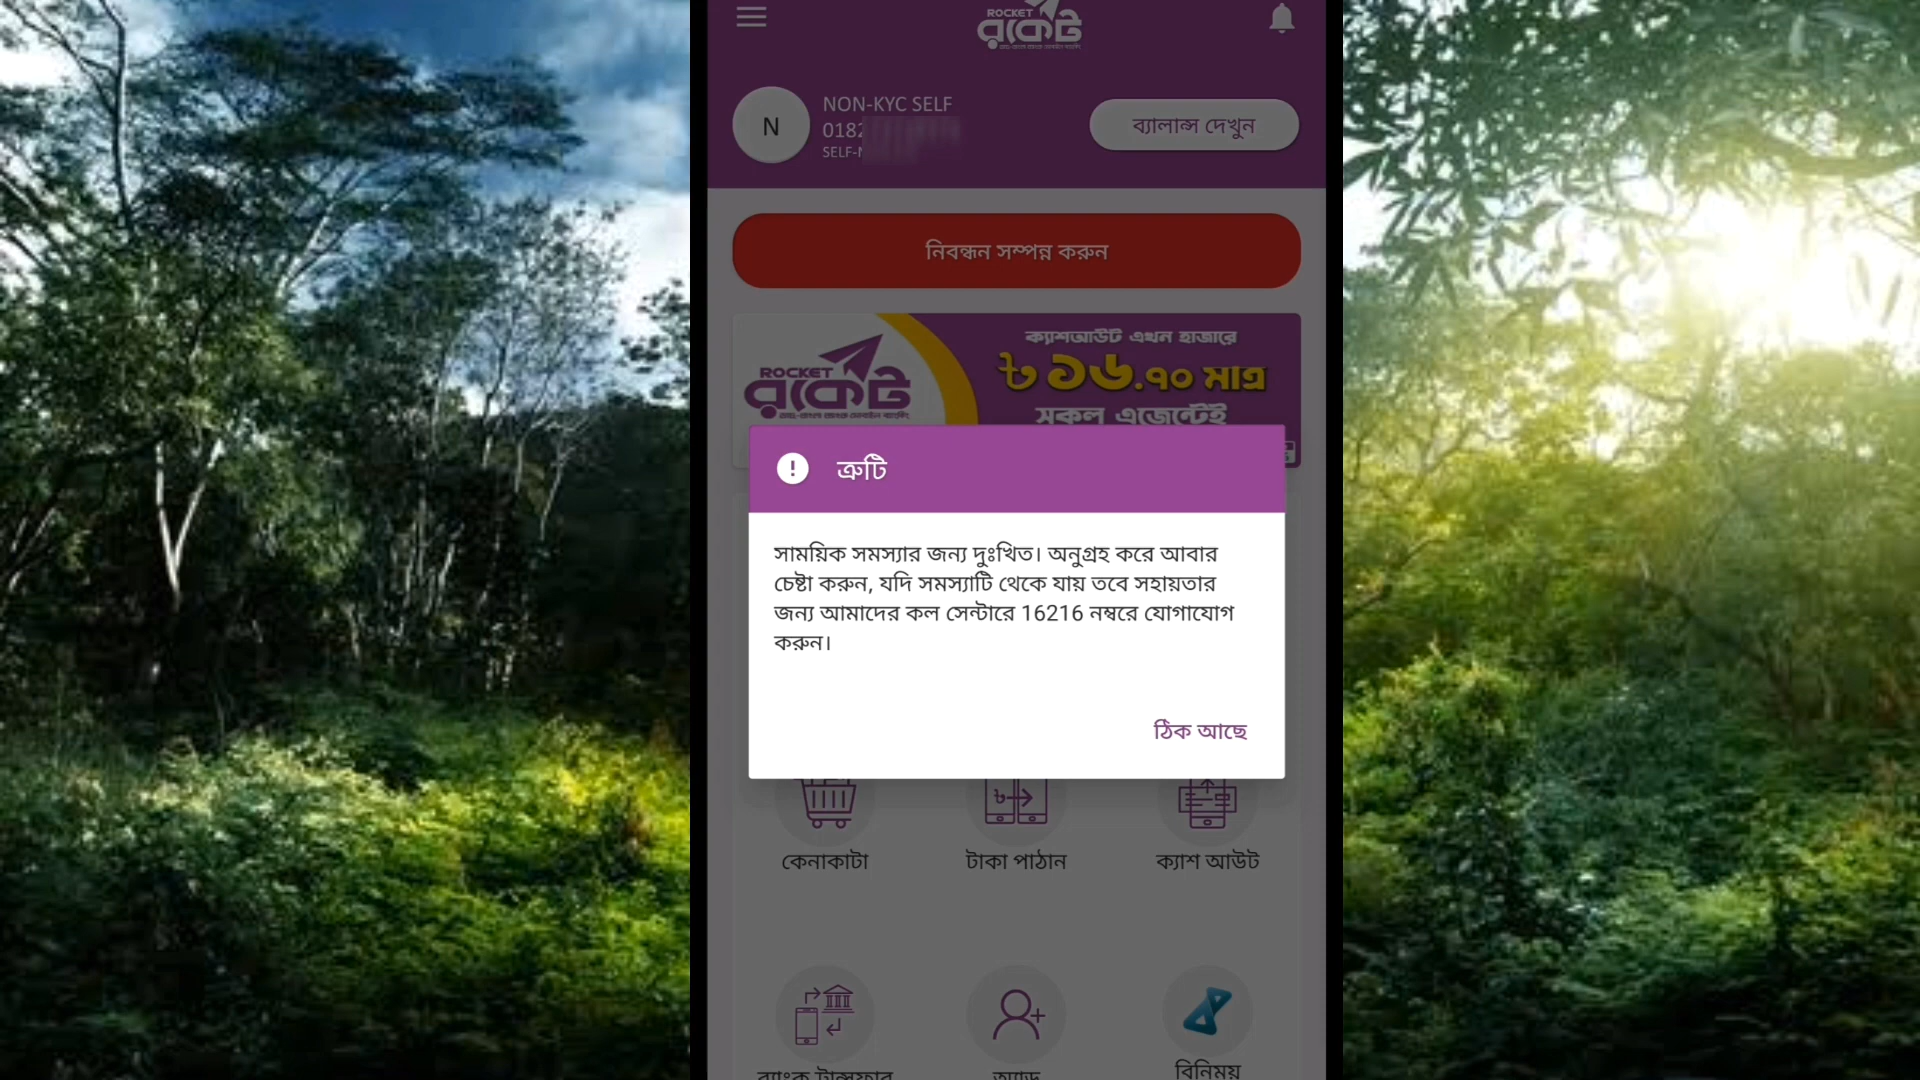 ROCKET
রকেট
NON-KYC SELF
0182
SELF-
N
ব্যালান্স দেখুন
নিবন্ধন সম্পন্ন করুন
ROCKET
রকেট
ক্যাশআউট এখন হাজারে
৳১৬.৭০ মাত্র
সকল এজেন্টেই
ত্রুটি
সাময়িক সমস্যার জন্য দুঃখিত। অনুগ্রহ করে আবার
চেষ্টা করুন, যদি সমস্যাটি থেকে যায় তবে সহায়তার
জন্য আমাদের কল সেন্টারে 16216 নম্বরে যোগাযোগ
করুন।
ঠিক আছে
কেনাকাটা
টাকা পাঠান
ক্যাশ আউট
ব্যাংক ট্রান্সফার
বিনিময়